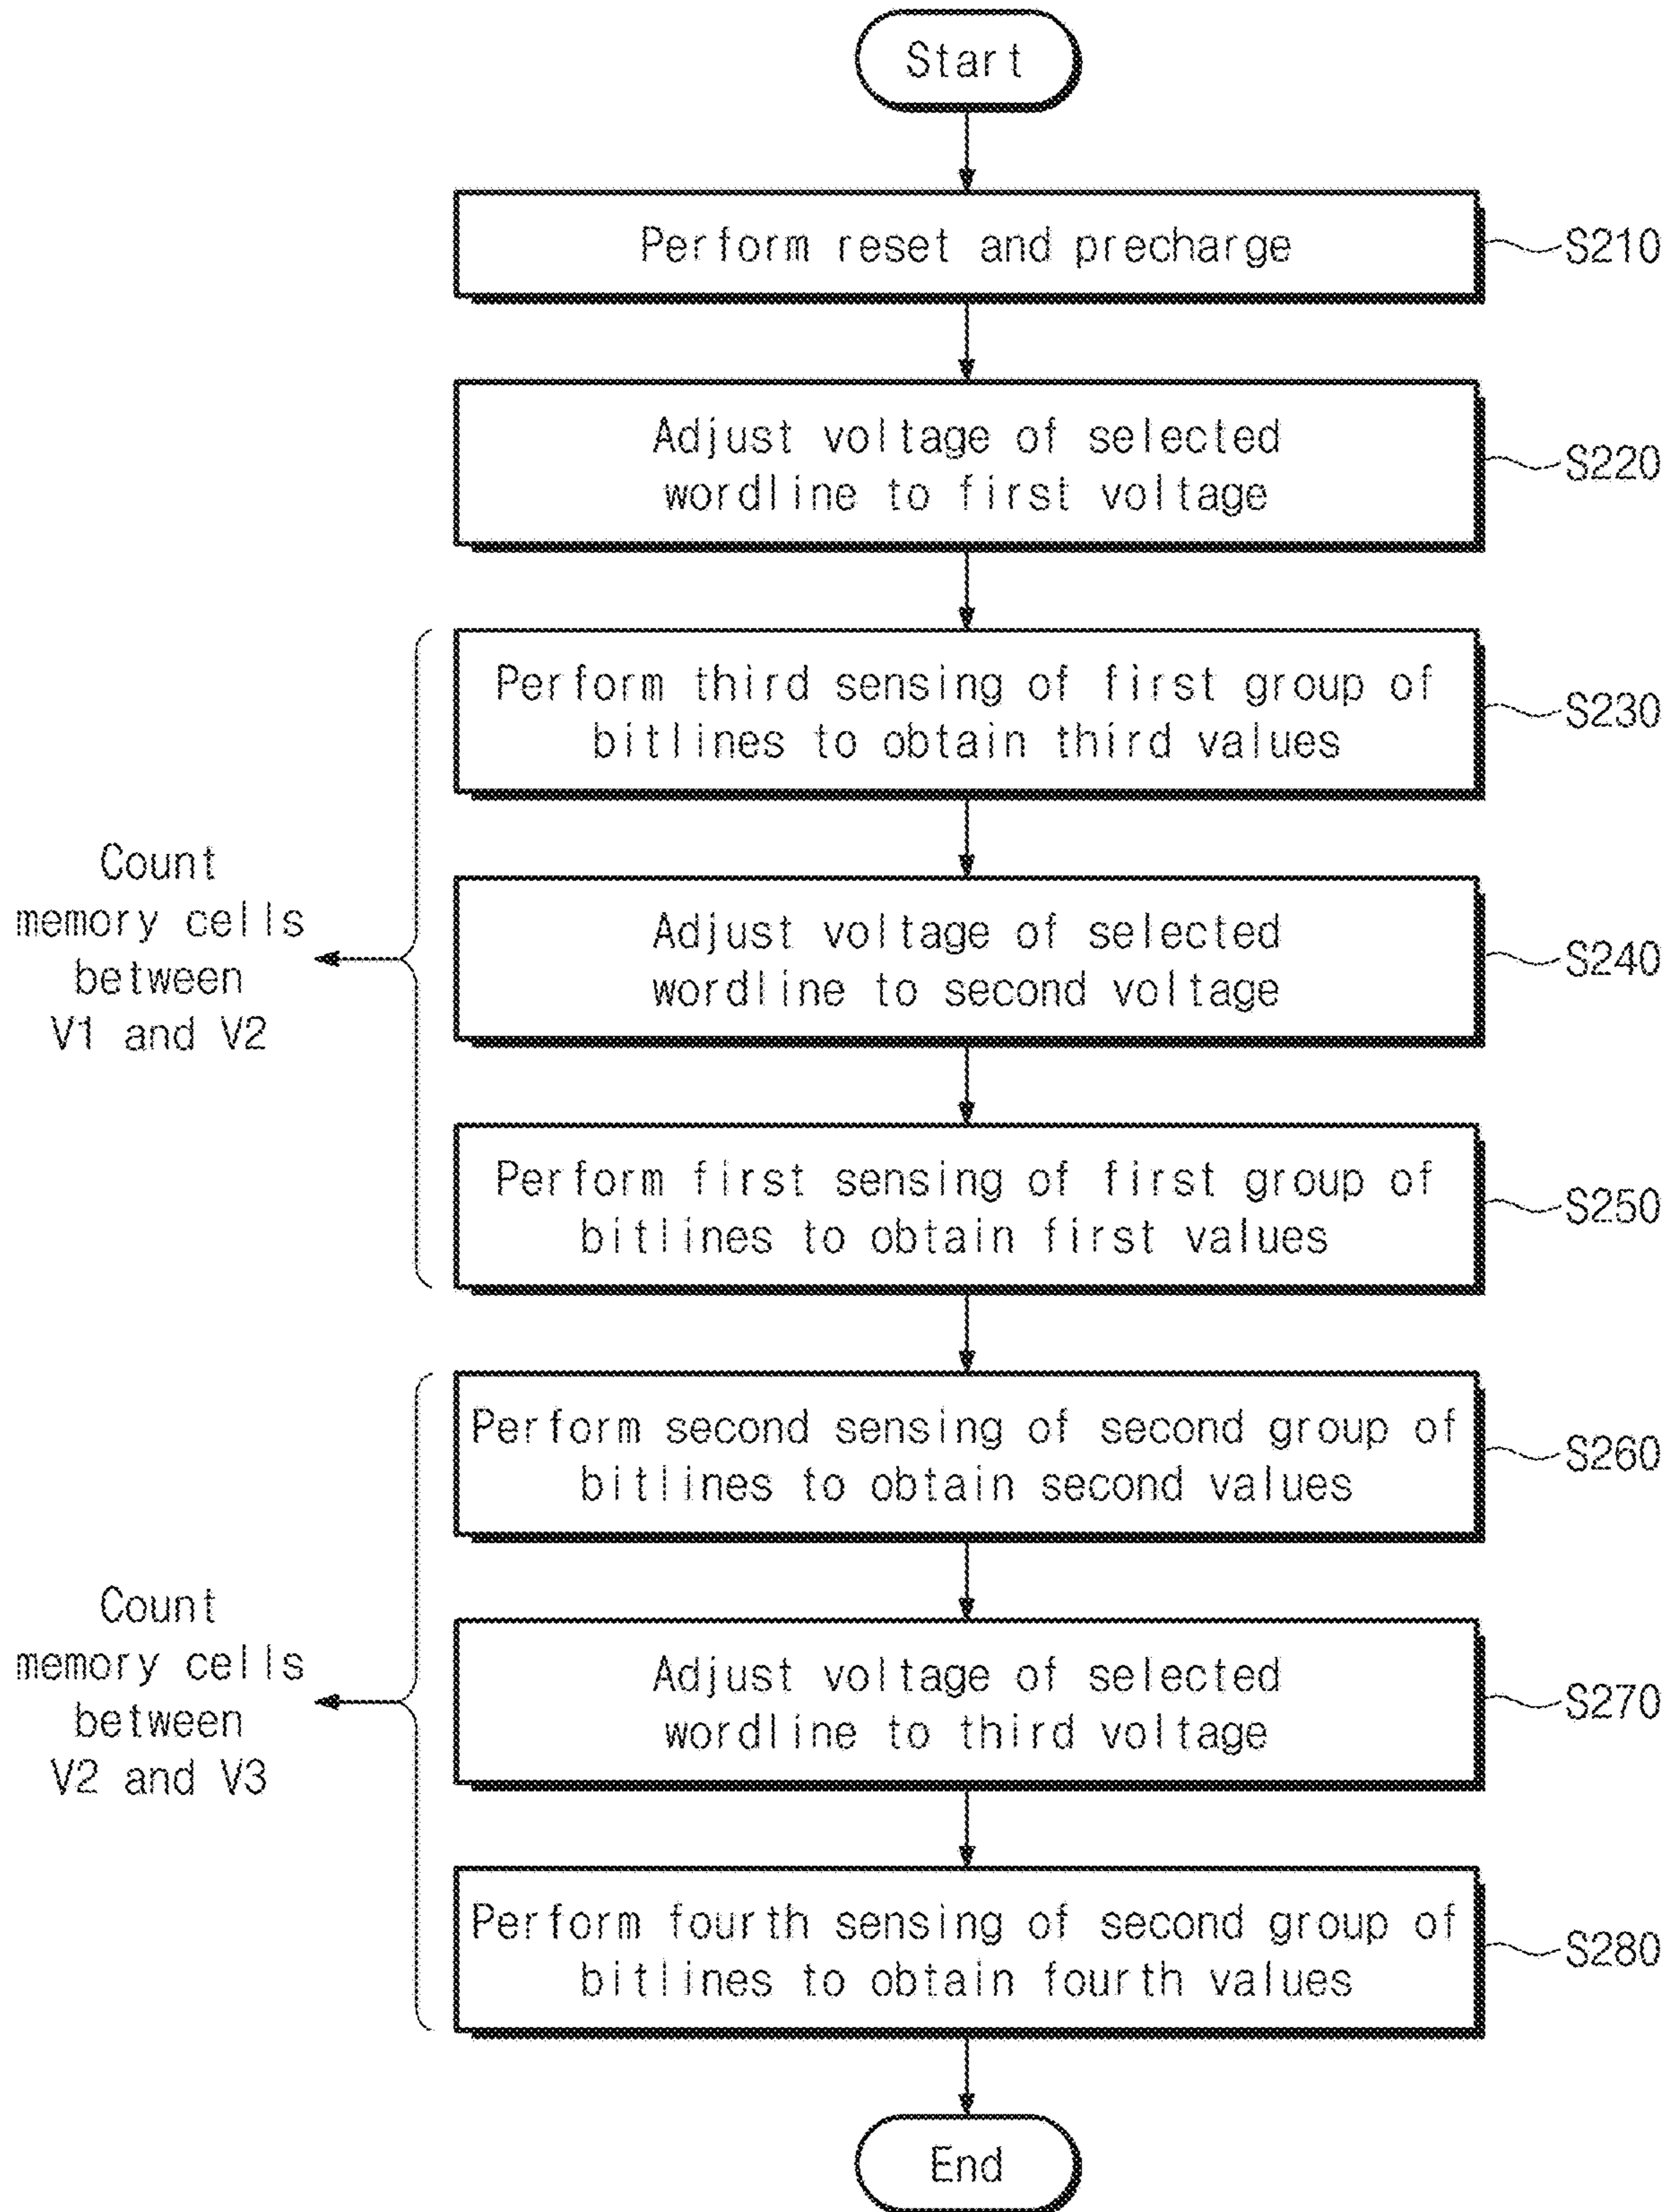 Start
Perform reset and precharge
S210
Adjust voltage of selected
wordline to first voltage
S220
Perform third sensing of first group of
bitlines to obtain third values
S230
Count
memory cells
between
V1 and V2
Adjust voltage of selected
wordline to second voltage
S240
Perform first sensing of first group of
bitlines to obtain first values
S250
Perform second sensing of second group of
bitlines to obtain second values
S260
Count
memory cells
between
V2 and V3
Adjust voltage of selected
wordline to third voltage
S270
Perform fourth sensing of second group of
bitlines to obtain fourth values
S280
End